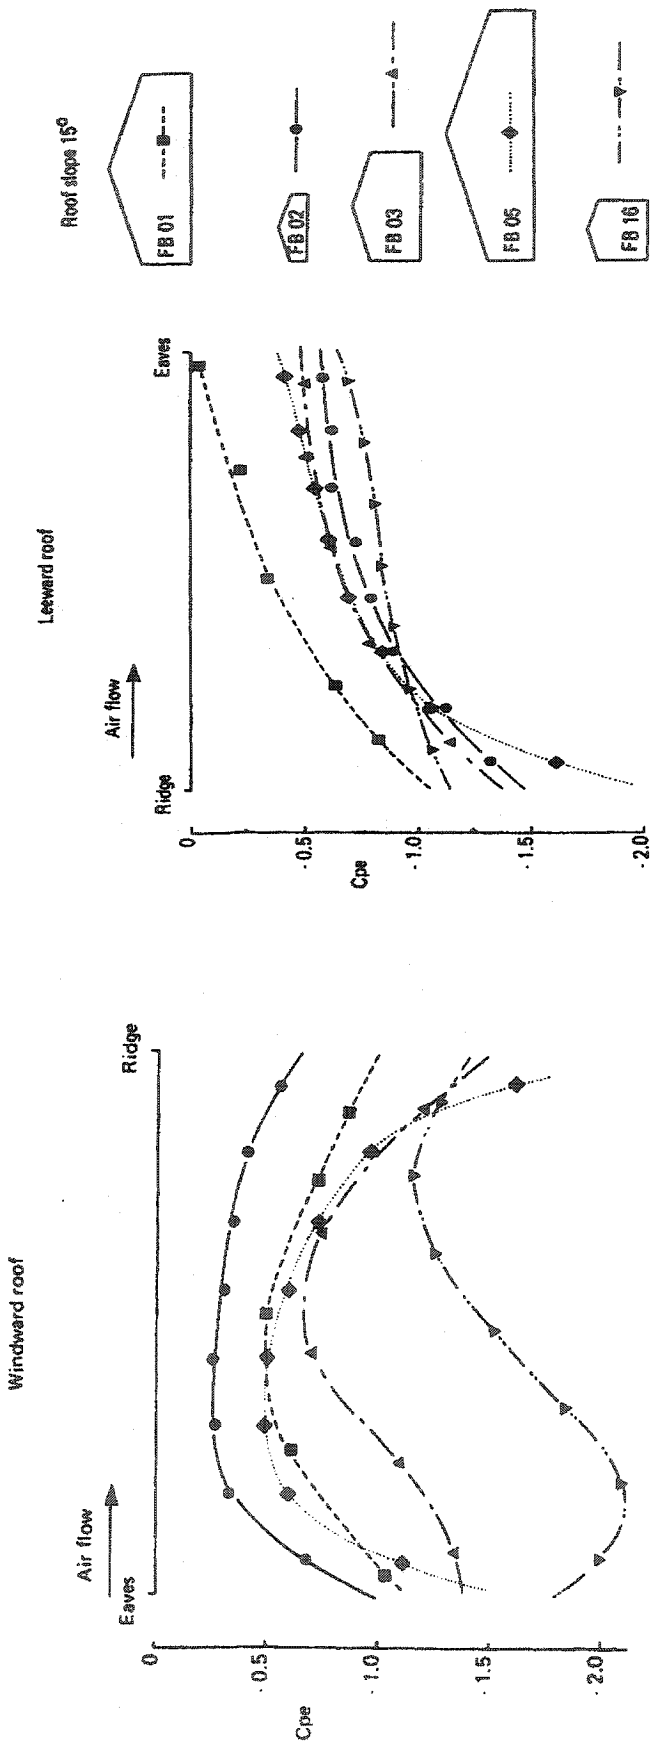 Windward roof
Air flow
Eaves
Ridge
0
- 0.5
- 1.0
- 1.5
- 2.0
Cpe
Leeward roof
Air flow
Ridge
Eaves
0
- 0.5
- 1.0
- 1.5
- 2.0
Cpe
Roof slope 15°
FB 01
FB 02
FB 03
FB 05
FB 16